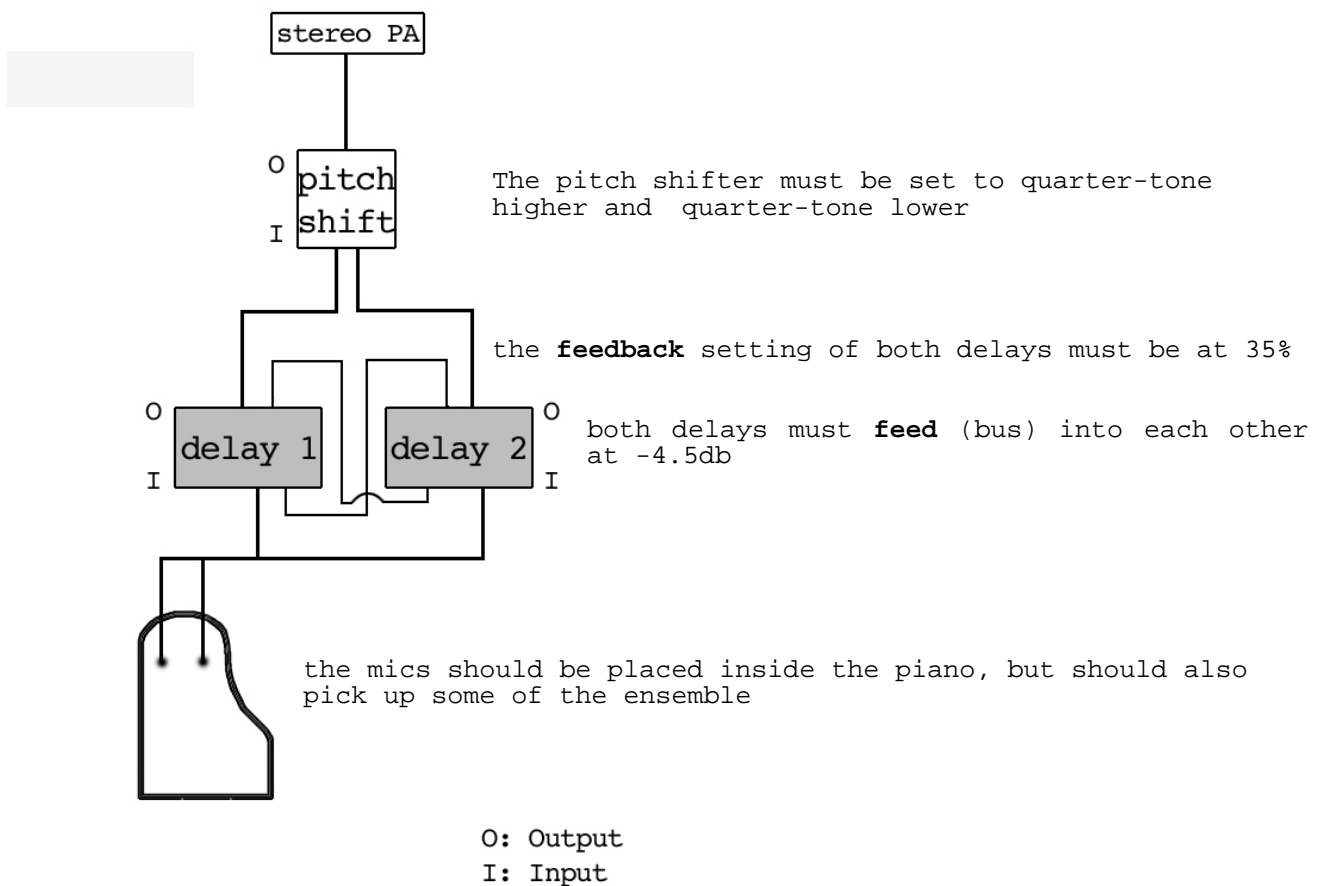 stereo PA
O
pitch
shift
I
The pitch shifter must be set to quarter-tone
higher and quarter-tone lower
the feedback setting of both delays must be at 35%
O
delay 1
I
delay 2
O
I
both delays must feed (bus) into each other
at -4.5db
the mics should be placed inside the piano, but should also
pick up some of the ensemble
O: Output
I: Input